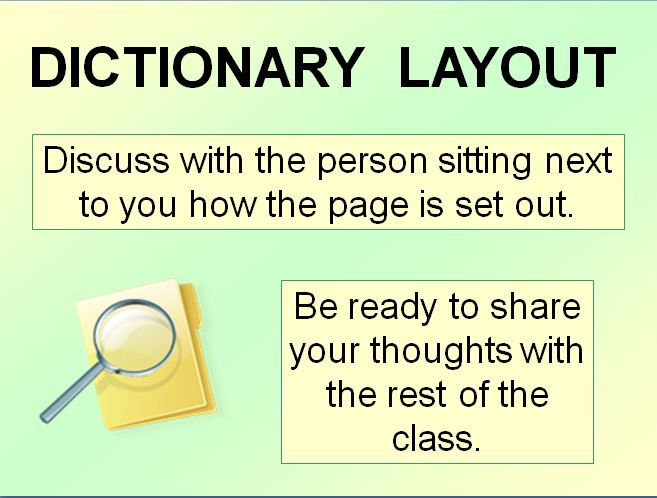 DICTIONARY LAYOUT
Discuss with the person sitting next
to you how the page is set out.
Be ready to share
your thoughts with
the rest of the
class.